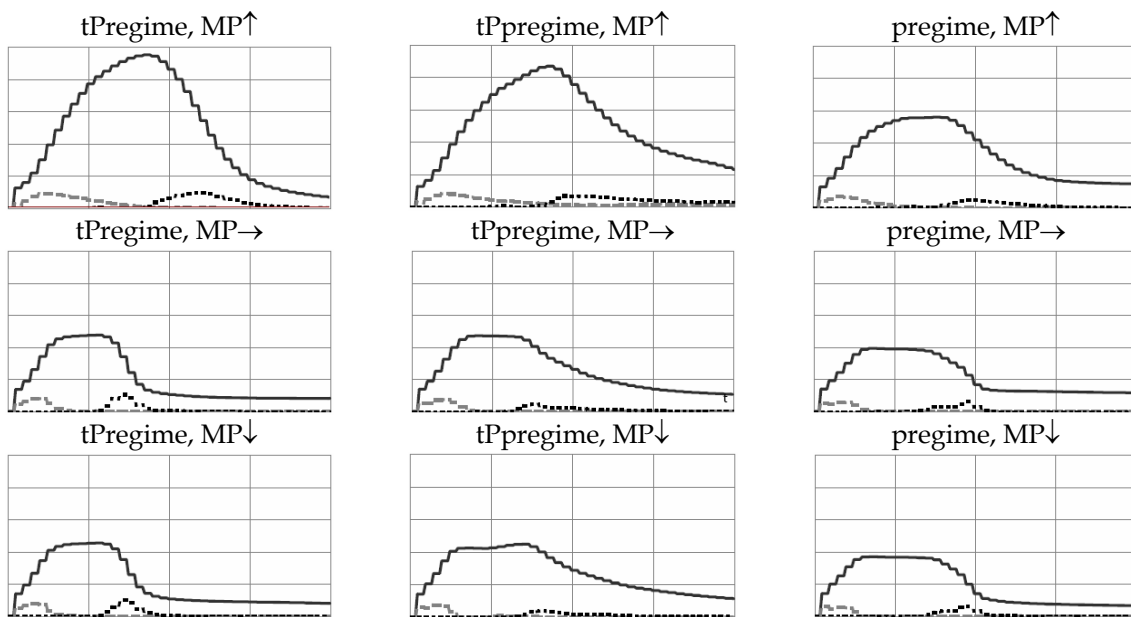 tPregime, MP↑ tPpregime, MP↑ pregime, MP↑
tPregime, MP→ tPpregime, MP→ pregime, MP→
t
tPregime, MP↓ tPpregime, MP↓ pregime, MP↓